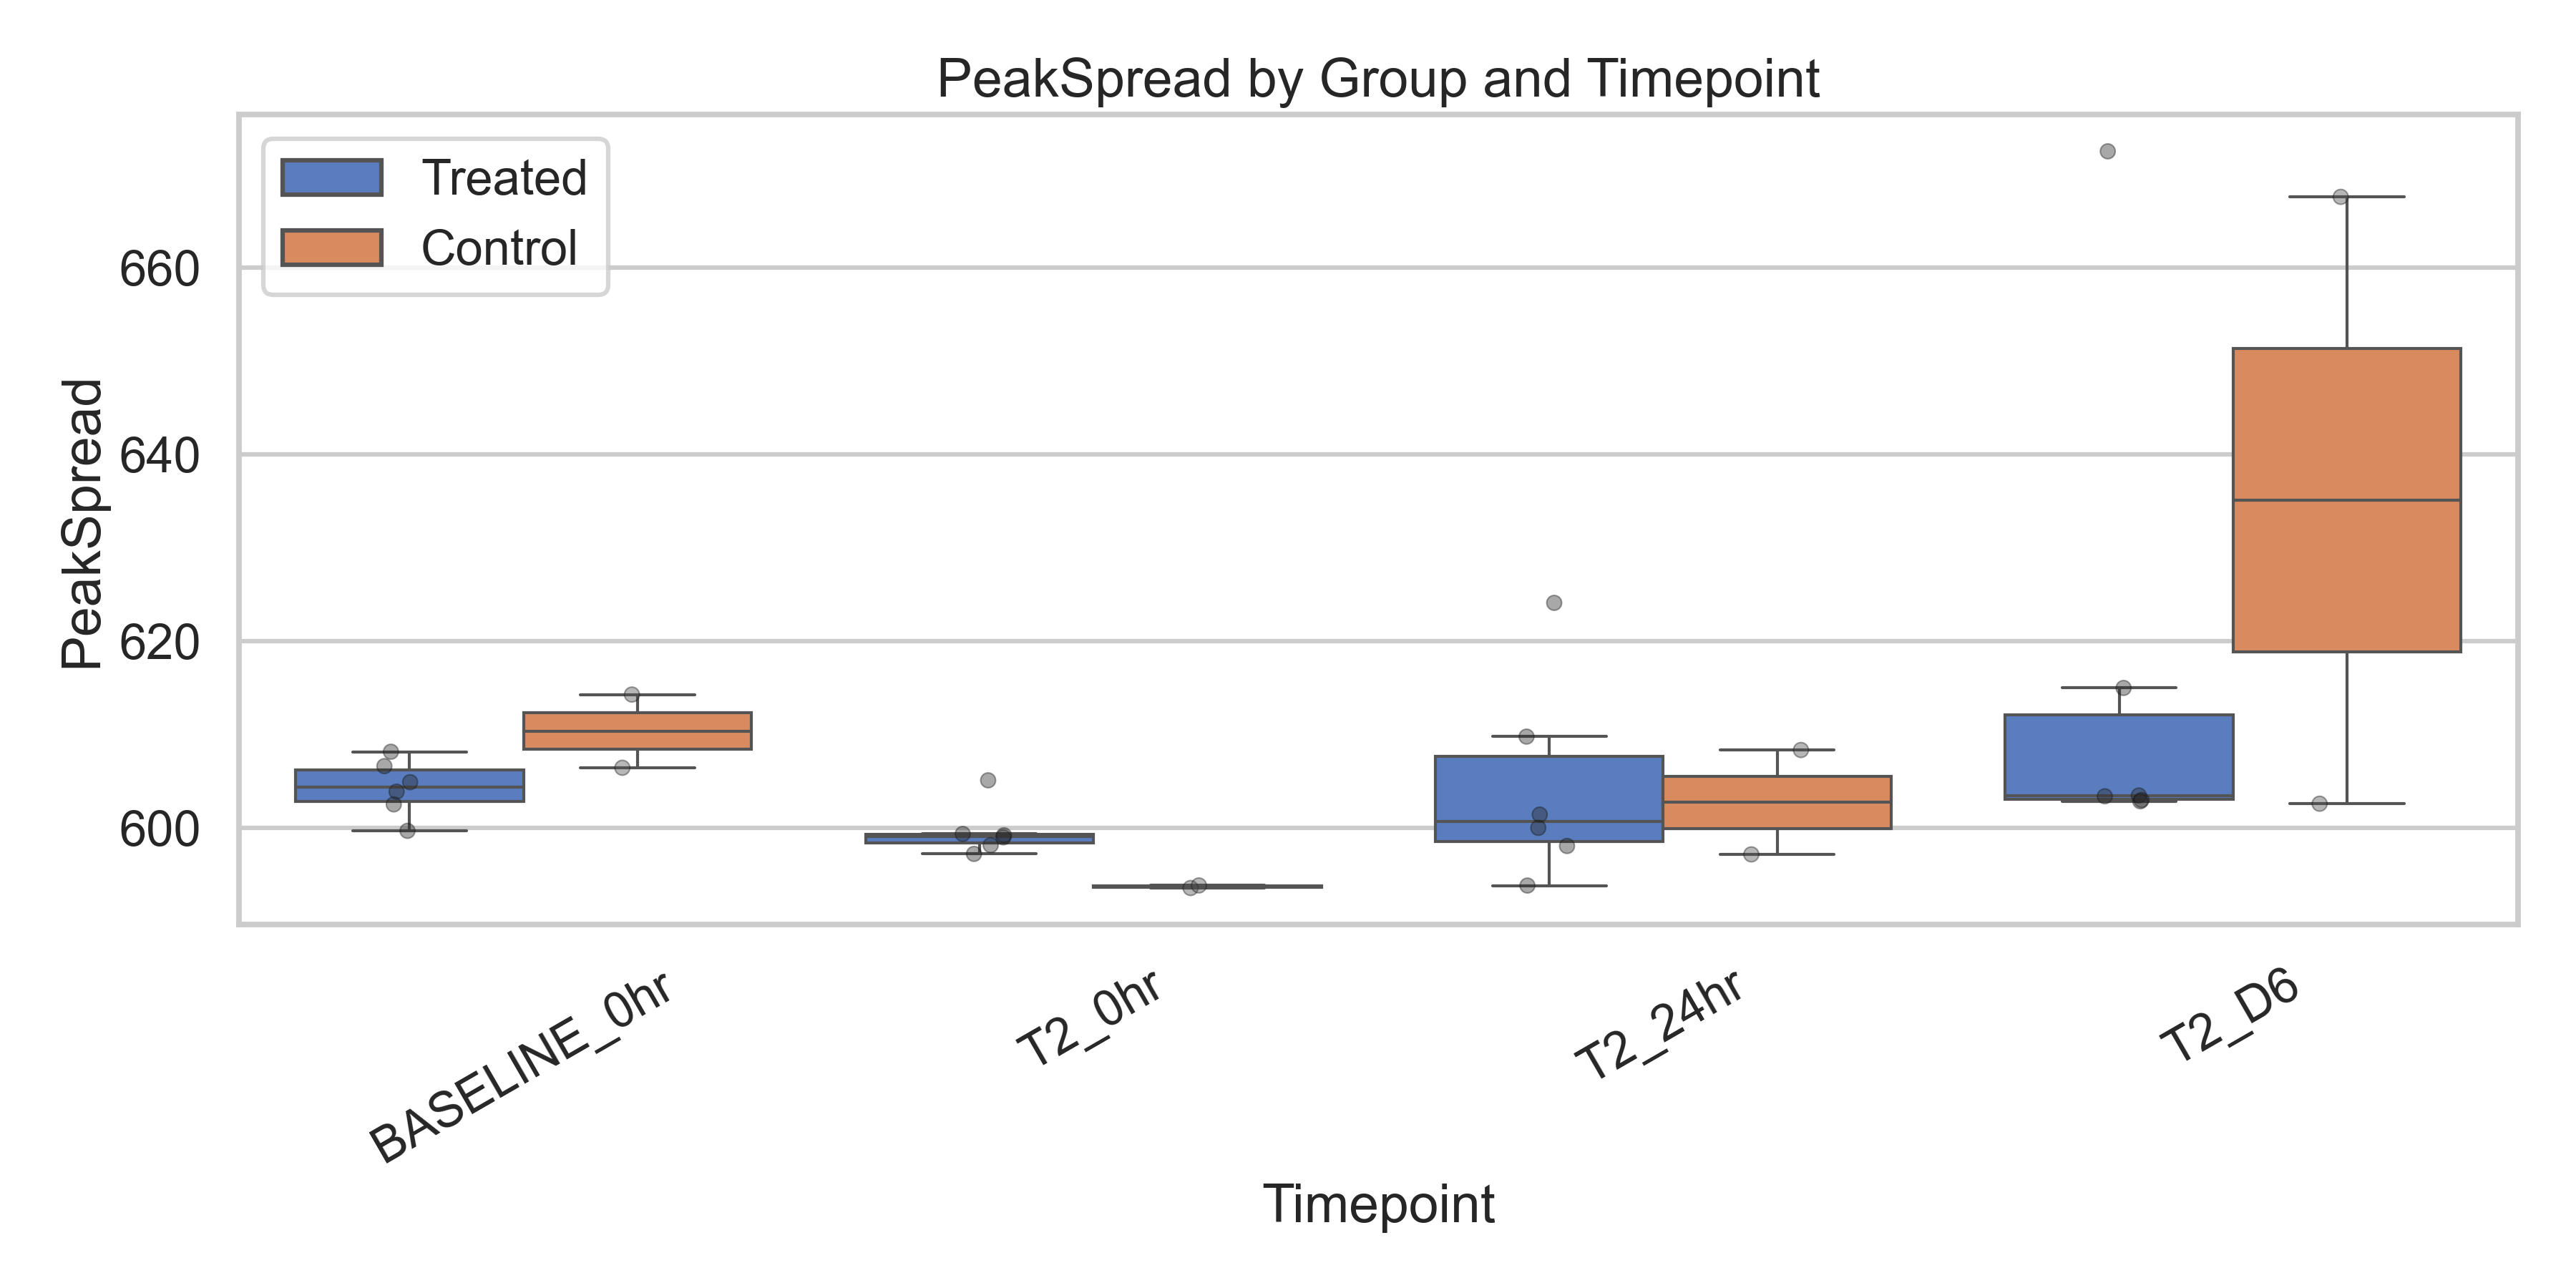 PeakSpread by Group and Timepoint
Treated
Control
PeakSpread
660
640
620
600
BASELINE_0hr
T2_0hr
T2_24hr
T2_D6
Timepoint